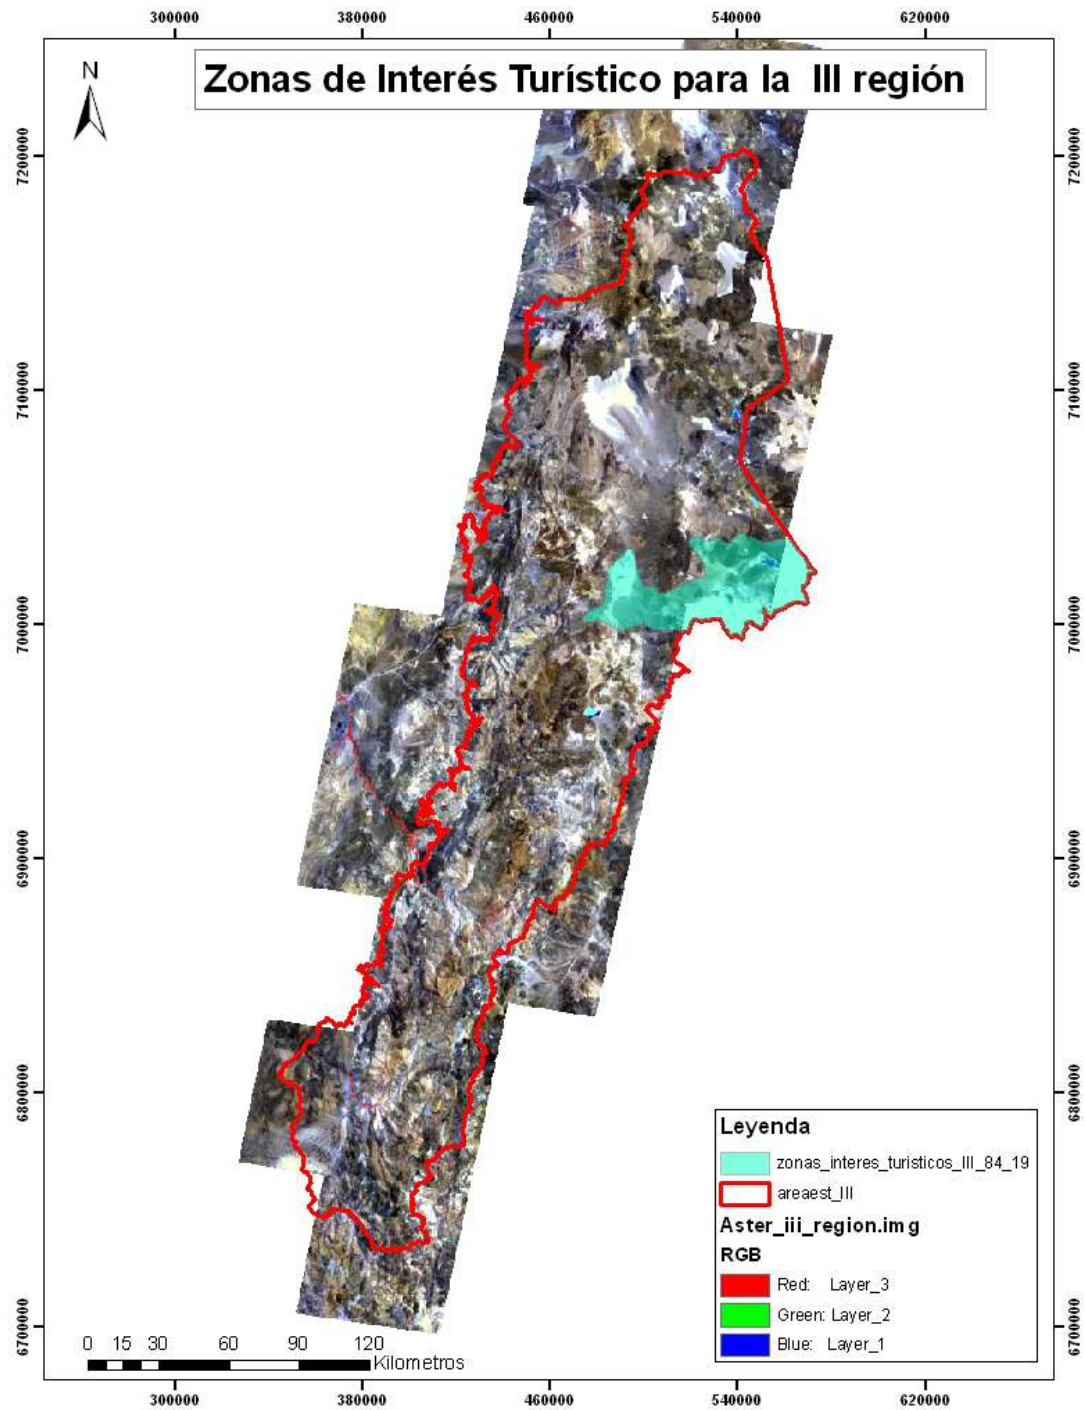 300000 380000 460000 540000 620000
Zonas de Interés Turístico para la III región
N
7200000 7200000
7100000 7100000
7000000 7000000
6900000 6900000
6800000 6800000
6700000 6700000
Leyenda
zonas_interes_turisticos_III_84_19
areaest_III
Aster_iii_region.img
RGB
Red: Layer_3
Green: Layer_2
Blue: Layer_1
0 15 30 60 90 120
Kilometros
300000 380000 460000 540000 620000